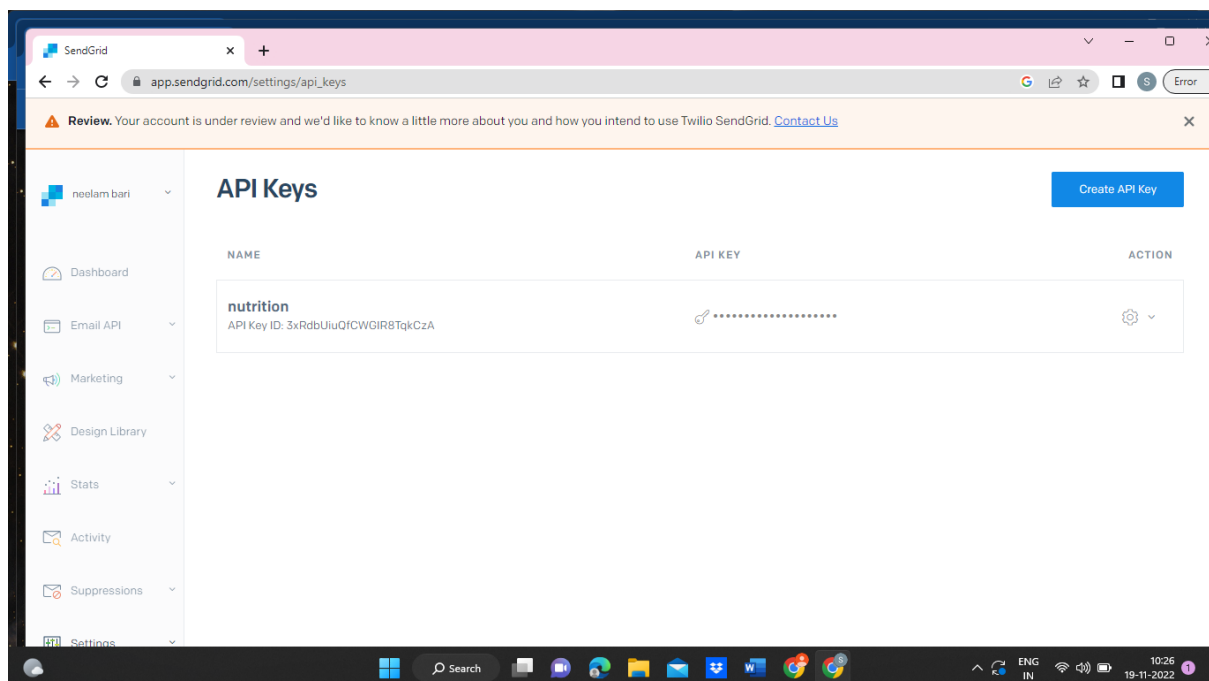 SendGrid
app.sendgrid.com/settings/api_keys
Error
Review. Your account is under review and we'd like to know a little more about you and how you intend to use Twilio SendGrid. Contact Us
neelam bari
API Keys
Create API Key
NAME API KEY ACTION
nutrition
API Key ID: 3xRdbUiuQfCWGIR8TqkCzA
Dashboard
Email API
Marketing
Design Library
Stats
Activity
Suppressions
Settings
Search
ENG
IN
10:26
19-11-2022
1